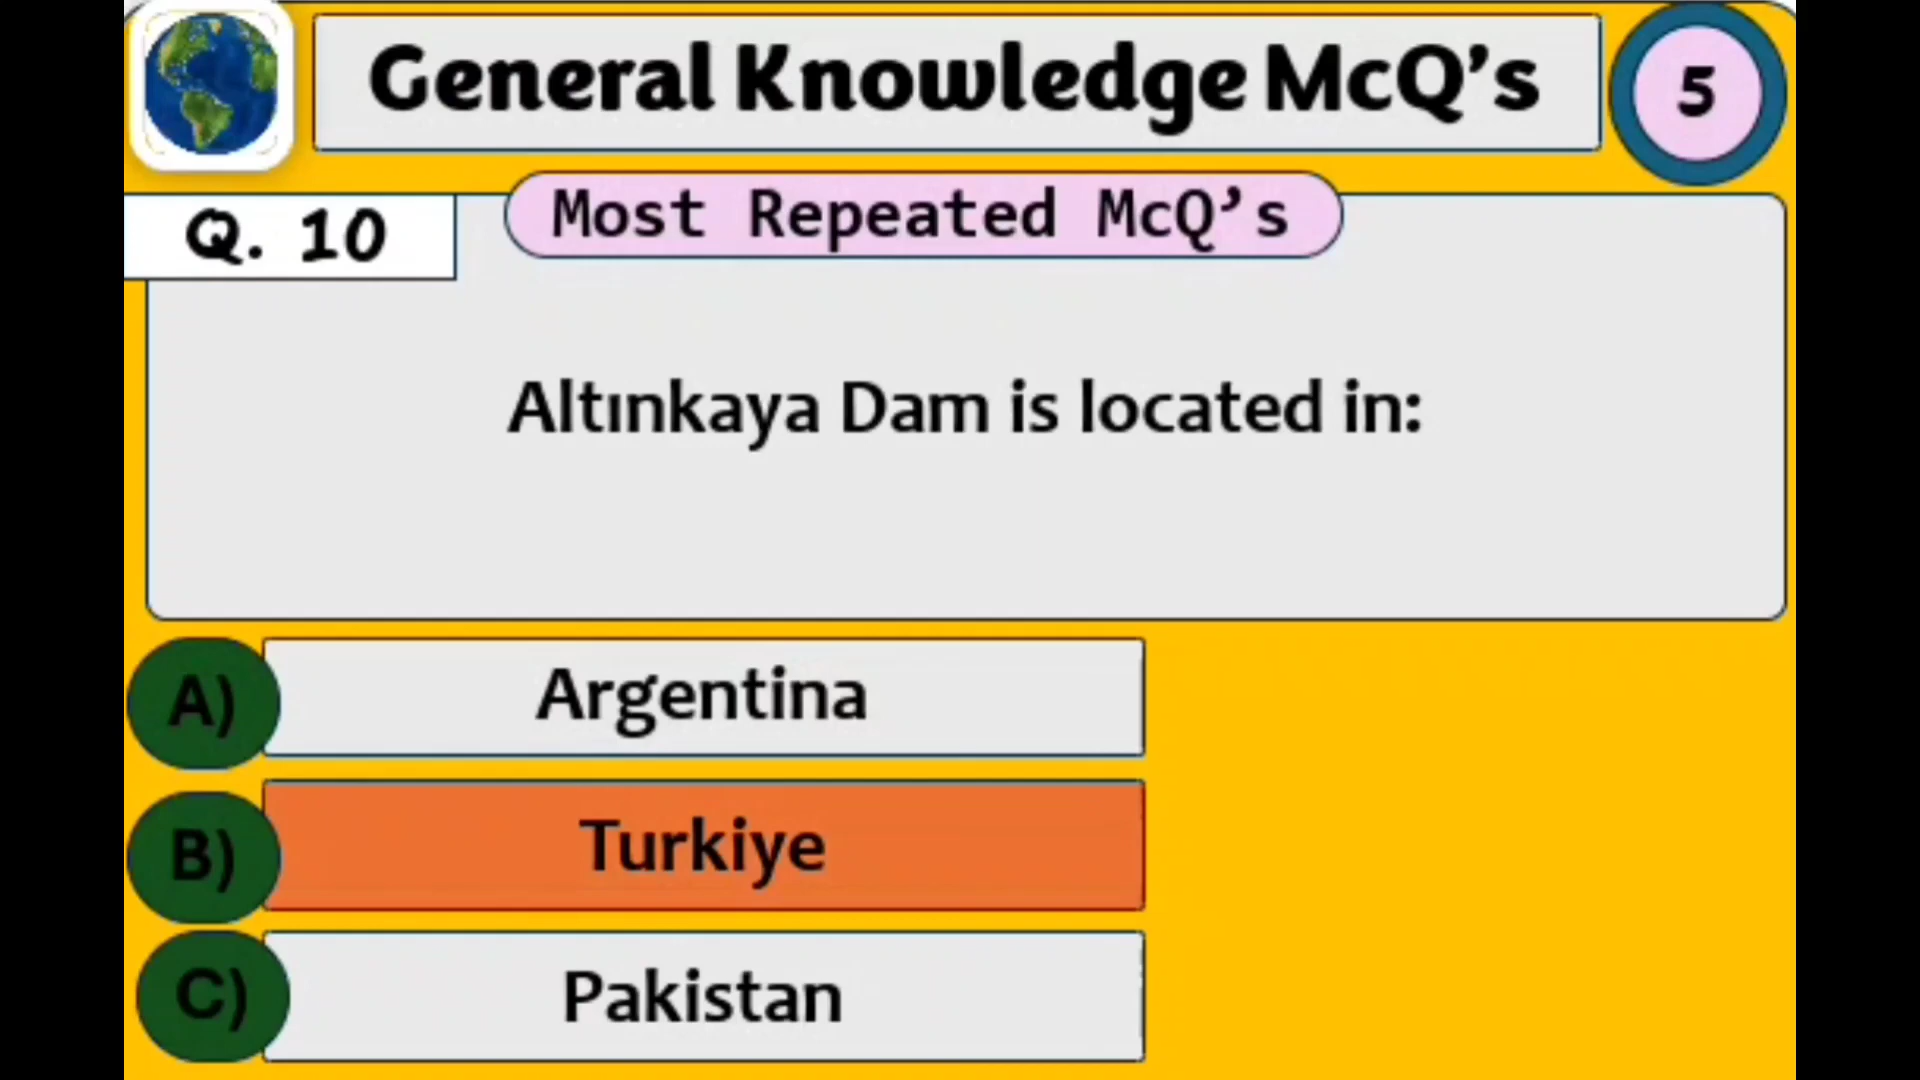 General Knowledge McQ's
5
Most Repeated McQ's
Q. 10
Altınkaya Dam is located in:
A) Argentina
B) Turkiye
C) Pakistan